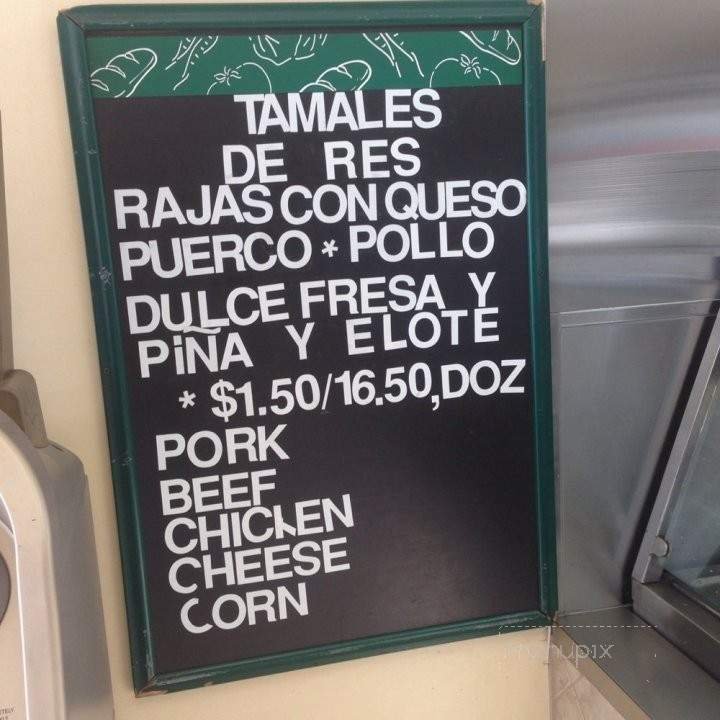 TAMALES
DE RES
RAJAS CON QUESO
PUERCO * POLLO
DULCE FRESA Y
PiÑA Y ELOTE
* $1.50/16.50,DOZ
PORK
BEEF
CHICKEN
CHEESE
CORN